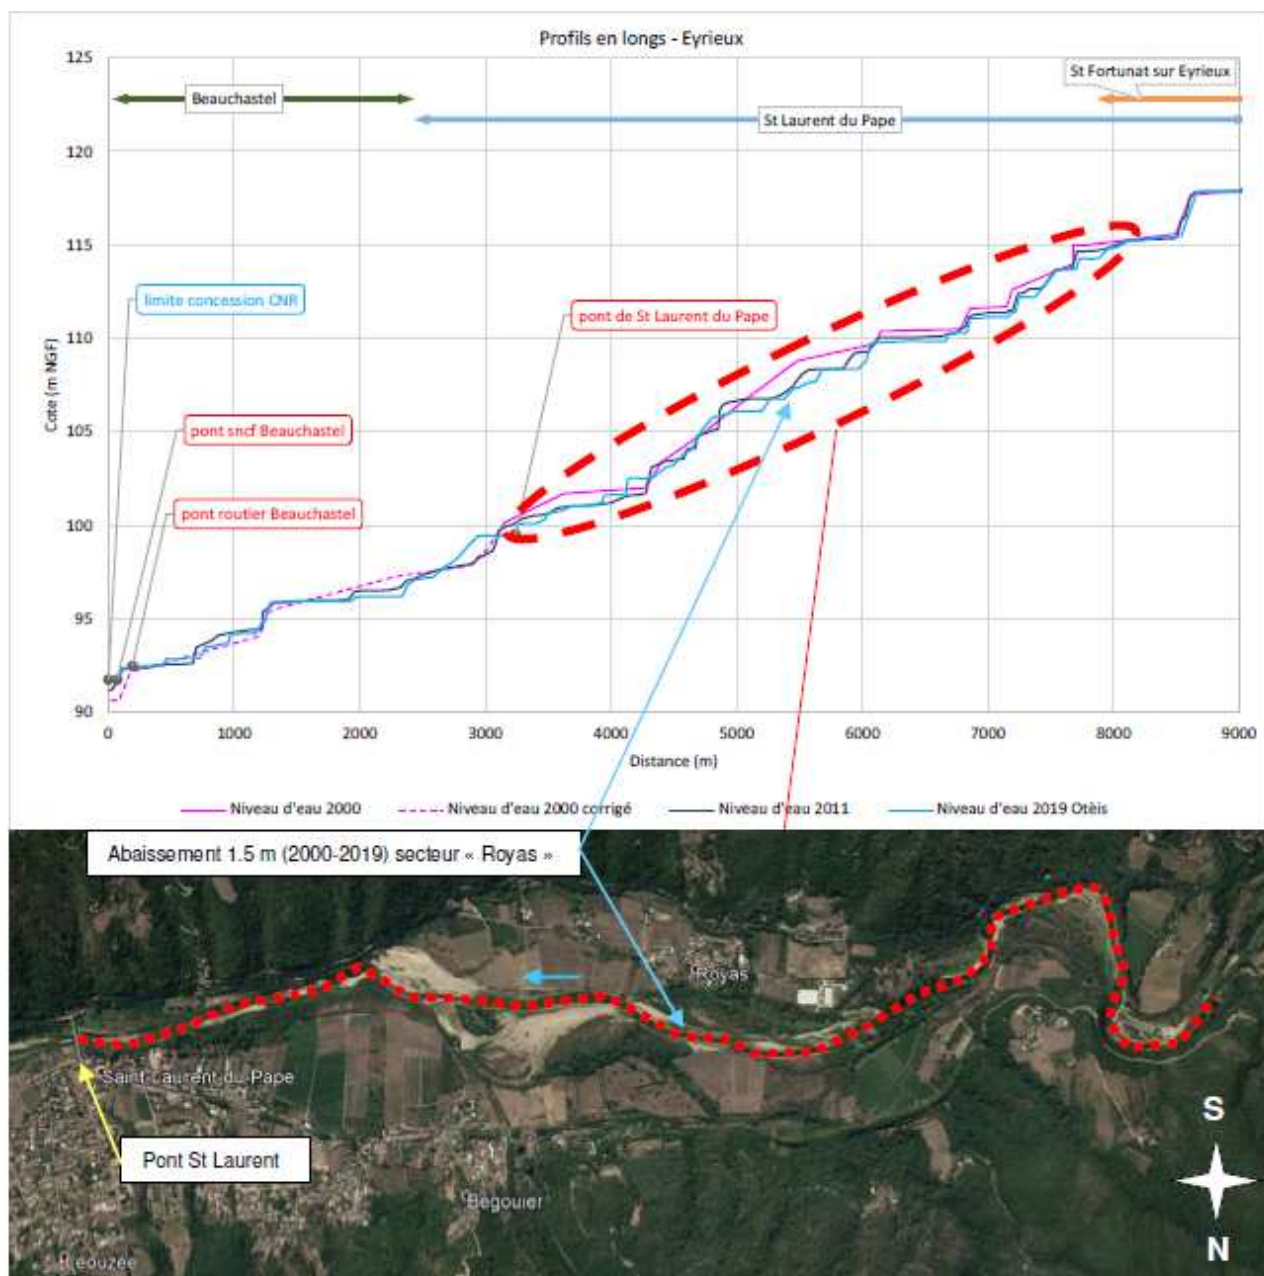 Profils en longs - Eyrieux
125
120
115
110
105
100
95
90
Cote (m NGF)
St Fortunat sur Eyrieux
Beauchastel
St Laurent du Pape
limite concession CNR
pont de St Laurent du Pape
pont sncf Beauchastel
pont routier Beauchastel
0 1000 2000 3000 4000 5000 6000 7000 8000 9000
Distance (m)
Niveau d'eau 2000 Niveau d'eau 2000 corrigé Niveau d'eau 2011 Niveau d'eau 2019 Otèis
Abaissement 1.5 m (2000-2019) secteur « Royas »
Royas
Saint-Laurent-du-Pape
S
Pont St Laurent
Bégouier
N